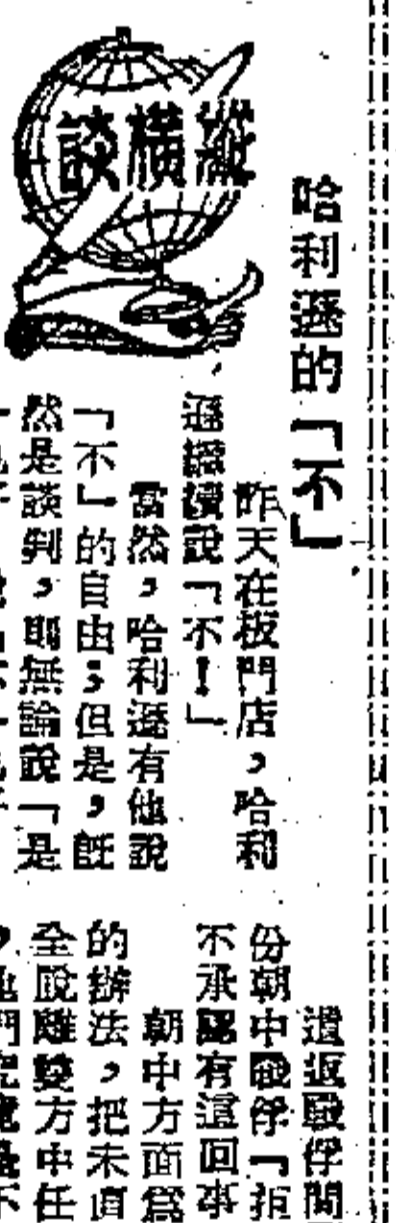 哈利遜的「不」
縱橫談
昨天在板門店,哈利
遜繼續說「不!」
當然,哈利遜有他說
「不」的自由;但是,既
然是談判,則無論說「是
遣返戰俘問
份朝中戰俘「拒
不承認有這回事
朝中方面為
的辦法,把未直
全脫離雙方中任